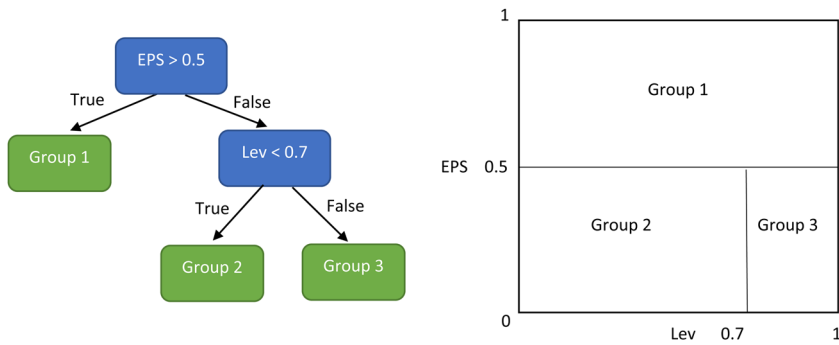 EPS > 0.5
True
False
Group 1
Lev < 0.7
True
False
Group 2
Group 3
1
Group 1
EPS 0.5
Group 2
Group 3
0
Lev 0.7 1